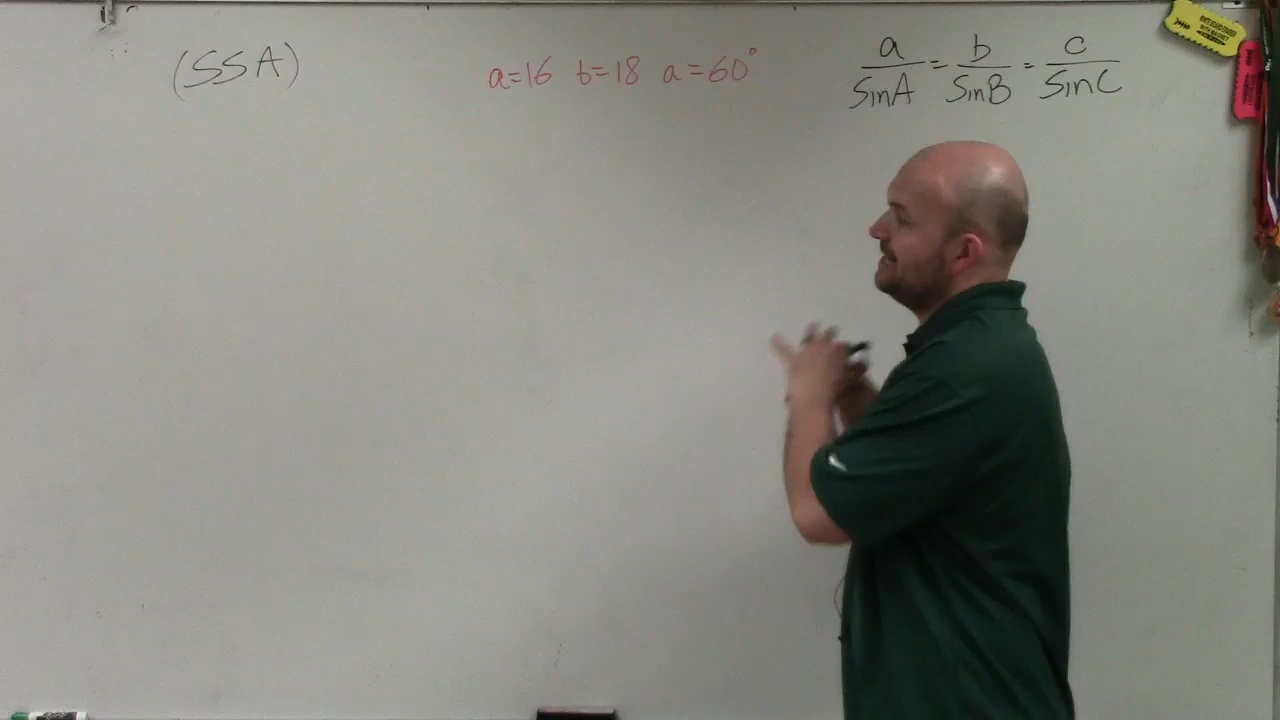 (SSA)
a=16 b=18 a=60°
a/SinA = b/SinB = c/SinC